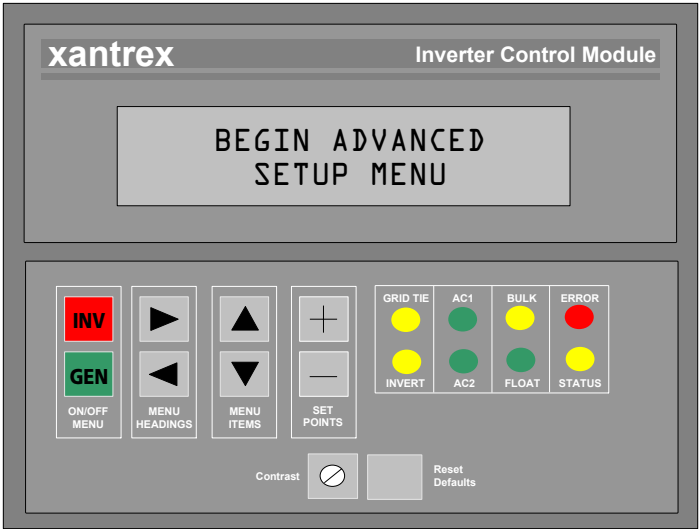 xantrex
Inverter Control Module
BEGIN ADVANCED
SETUP MENU
INV
GEN
ON/OFF
MENU
MENU
HEADINGS
MENU
ITEMS
SET
POINTS
GRID TIE
AC1
BULK
ERROR
INVERT
AC2
FLOAT
STATUS
Contrast
Reset
Defaults